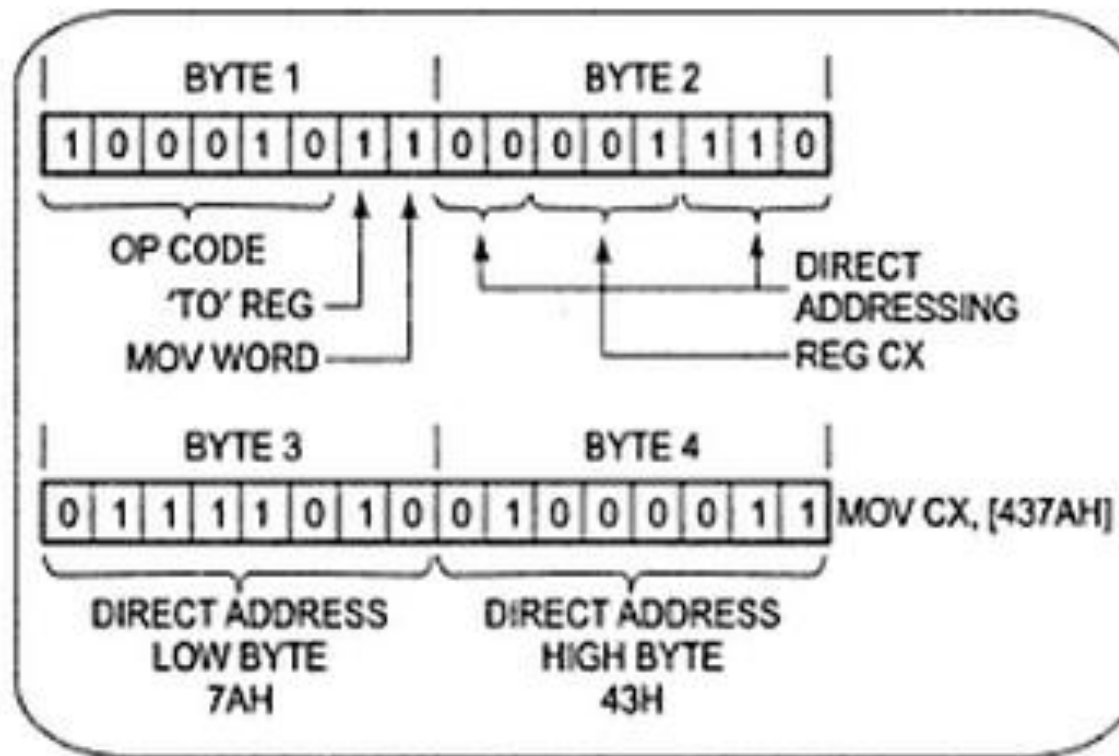 BYTE 1 BYTE 2
1 0 0 0 1 0 1 1 0 0 0 0 1 1 1 0
OP CODE
'TO' REG
MOV WORD
DIRECT
ADDRESSING
REG CX
BYTE 3 BYTE 4
0 1 1 1 1 0 1 0 0 1 0 0 0 0 1 1 MOV CX, [437AH]
DIRECT ADDRESS
LOW BYTE
7AH
DIRECT ADDRESS
HIGH BYTE
43H